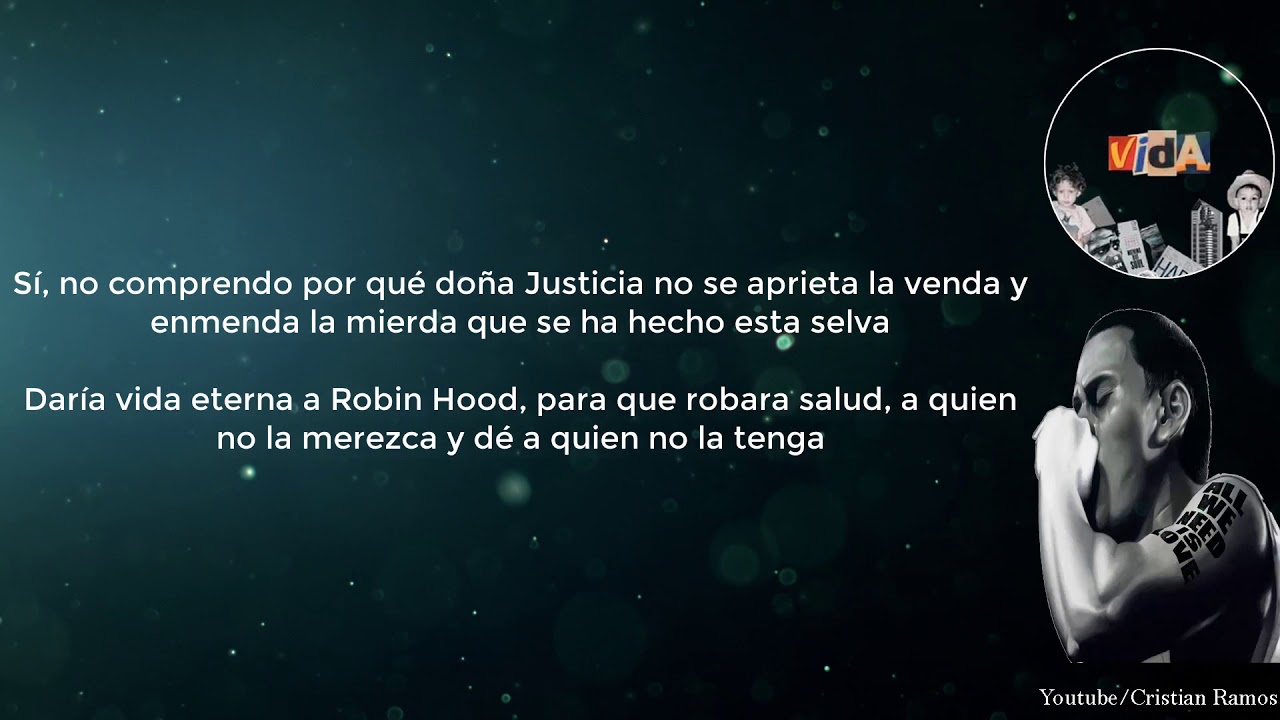 VidA
Sí, no comprendo por qué doña Justicia no se aprieta la venda y
enmenda la mierda que se ha hecho esta selva
Daría vida eterna a Robin Hood, para que robara salud, a quien
no la merezca y dé a quien no la tenga
ALL
WE
NEED
IS
LOVE
Youtube/Cristian Ramos